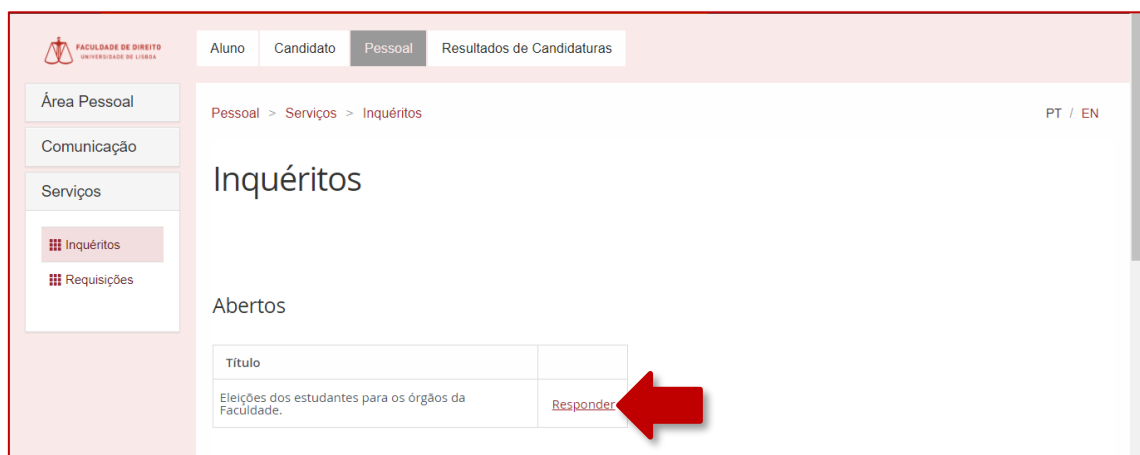 FACULDADE DE DIREITO
UNIVERSIDADE DE LISBOA
Aluno Candidato Pessoal Resultados de Candidaturas
Área Pessoal
Comunicação
Serviços
Inquéritos
Requisições
Pessoal > Serviços > Inquéritos PT / EN
Inquéritos
Abertos
Título
Eleições dos estudantes para os órgãos da
Faculdade.
Responder